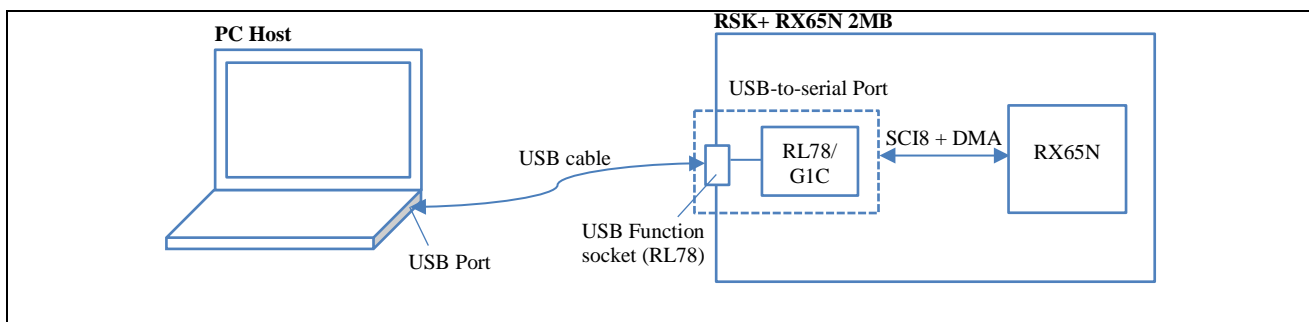 PC Host
RSK+ RX65N 2MB
USB-to-serial Port
SCI8 + DMA
RL78/
G1C
RX65N
USB cable
USB Function
socket (RL78)
USB Port